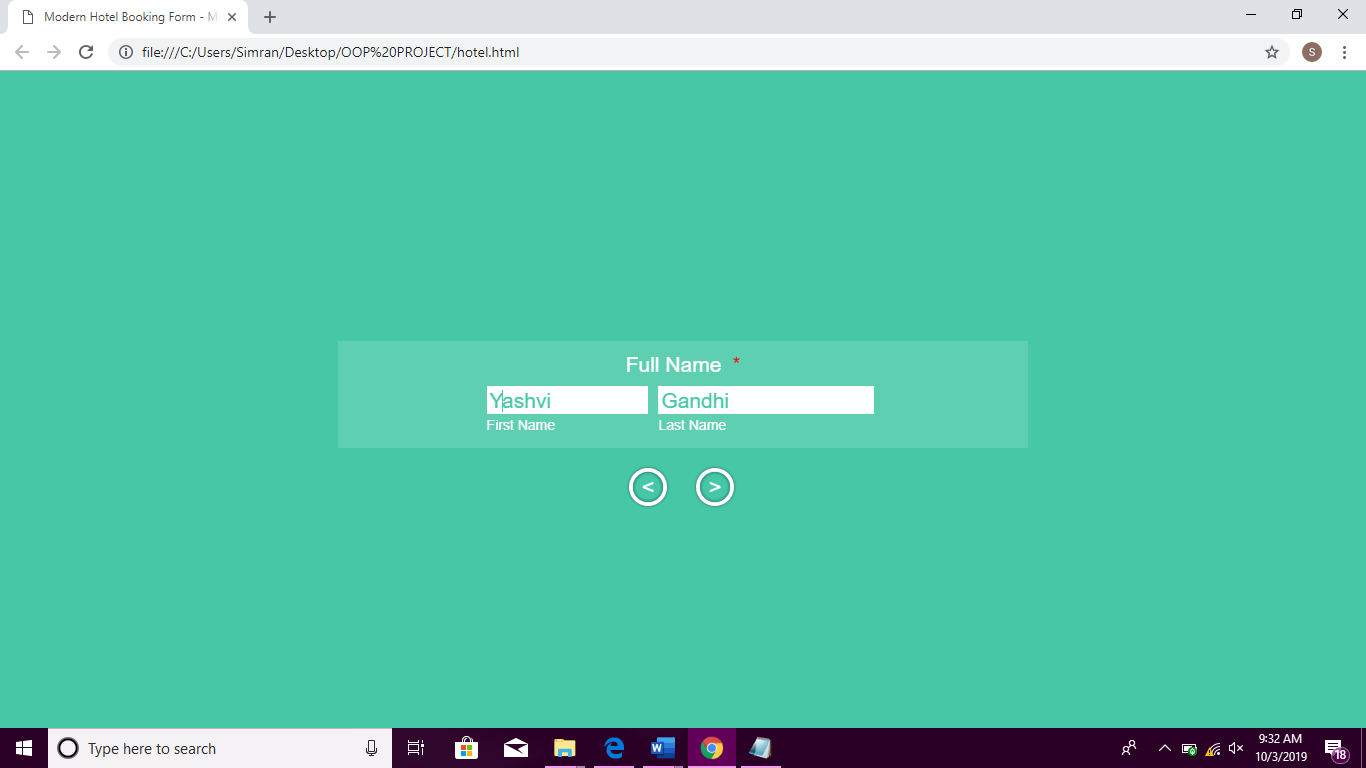 Modern Hotel Booking Form - M
file:///C:/Users/Simran/Desktop/OOP%20PROJECT/hotel.html
S
Full Name *
Yashvi Gandhi
First Name Last Name
< >
Type here to search
9:32 AM
10/3/2019
18